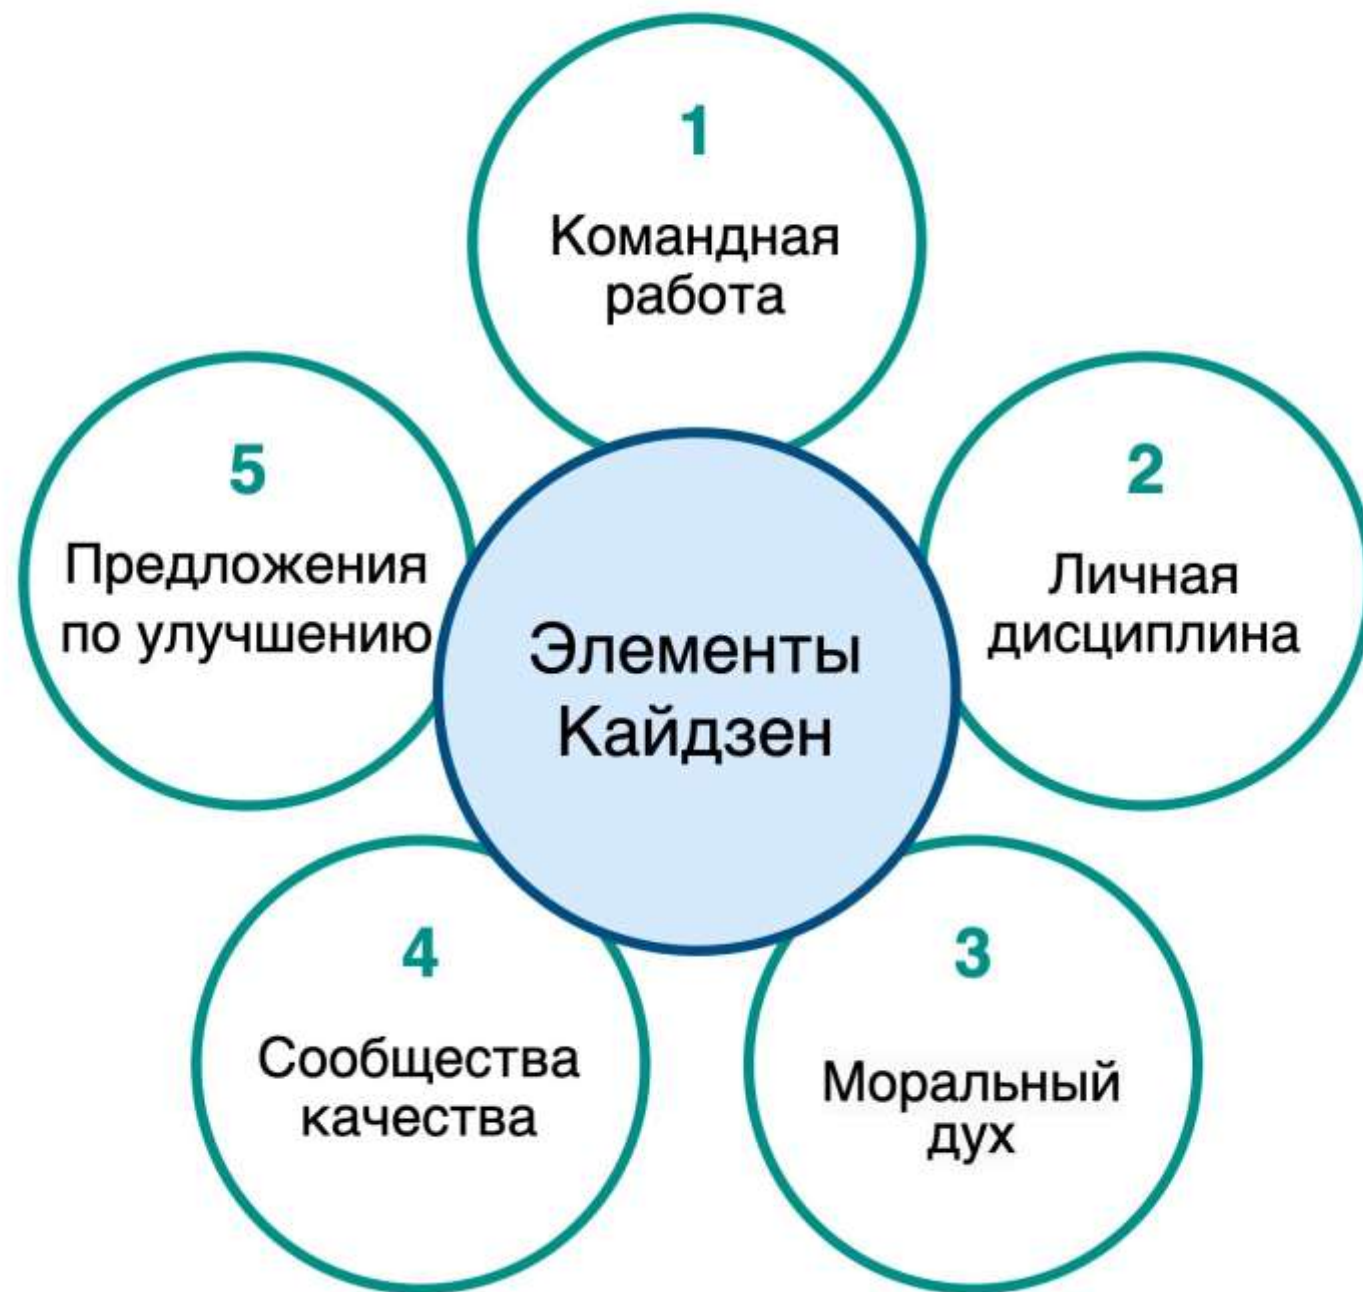 1
Командная
работа
2
Личная
дисциплина
3
Моральный
дух
4
Сообщества
качества
5
Предложения
по улучшению
Элементы
Кайдзен